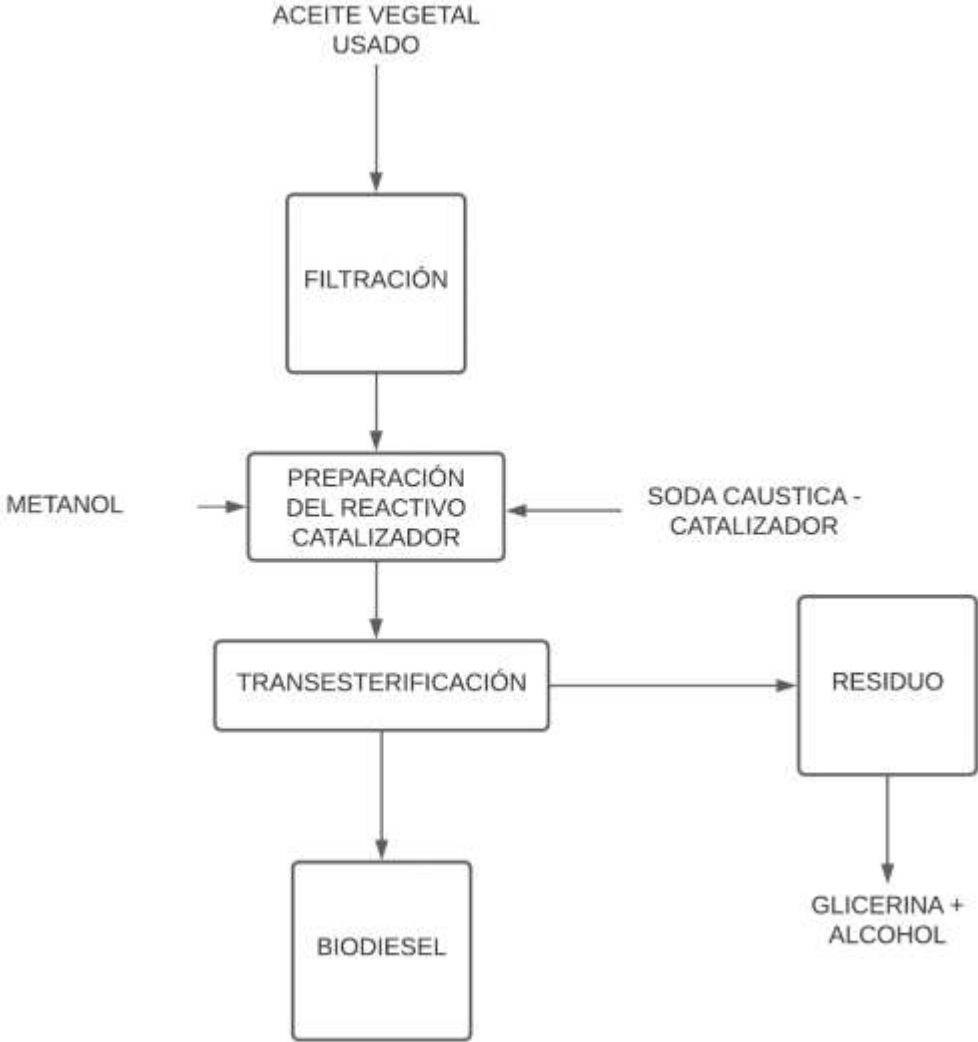 ACEITE VEGETAL
USADO
FILTRACIÓN
PREPARACIÓN
DEL REACTIVO
CATALIZADOR
METANOL
SODA CAUSTICA -
CATALIZADOR
TRANSESTERIFICACIÓN
RESIDUO
GLICERINA +
ALCOHOL
BIODIESEL